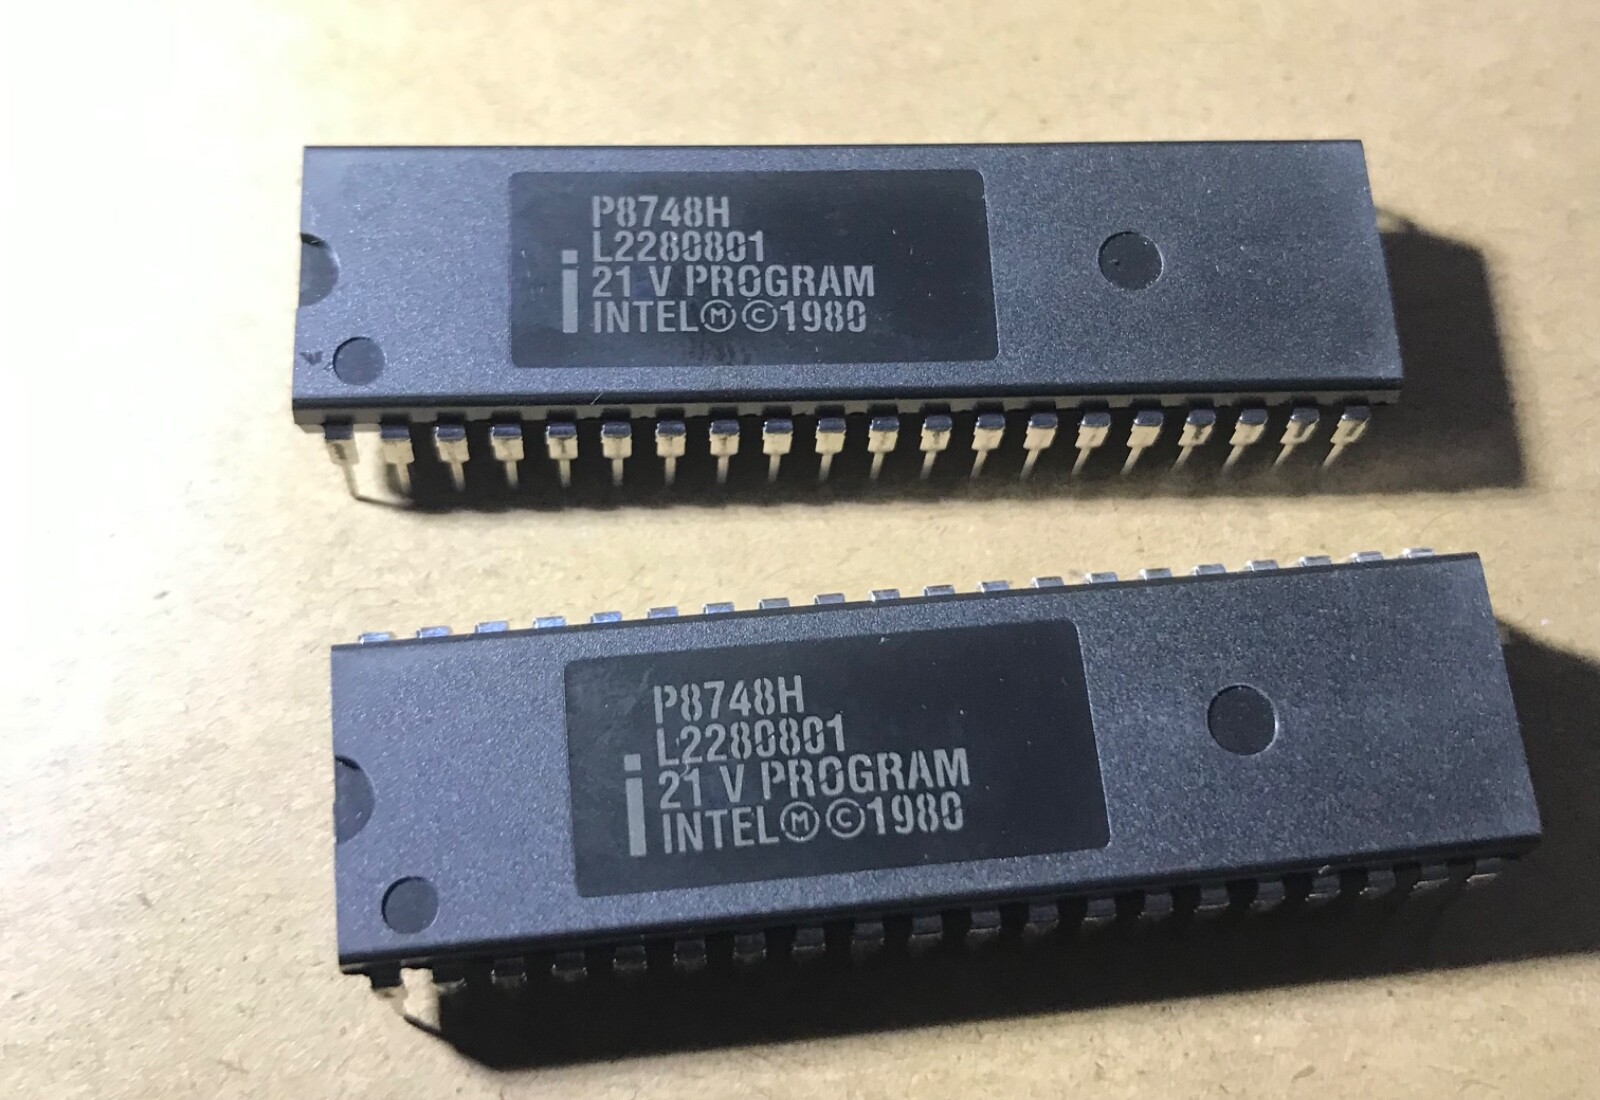 P8748H
L2280801
21 V PROGRAM
i INTEL Ⓜ ©1980
P8748H
L2280801
21 V PROGRAM
i INTEL Ⓜ ©1980